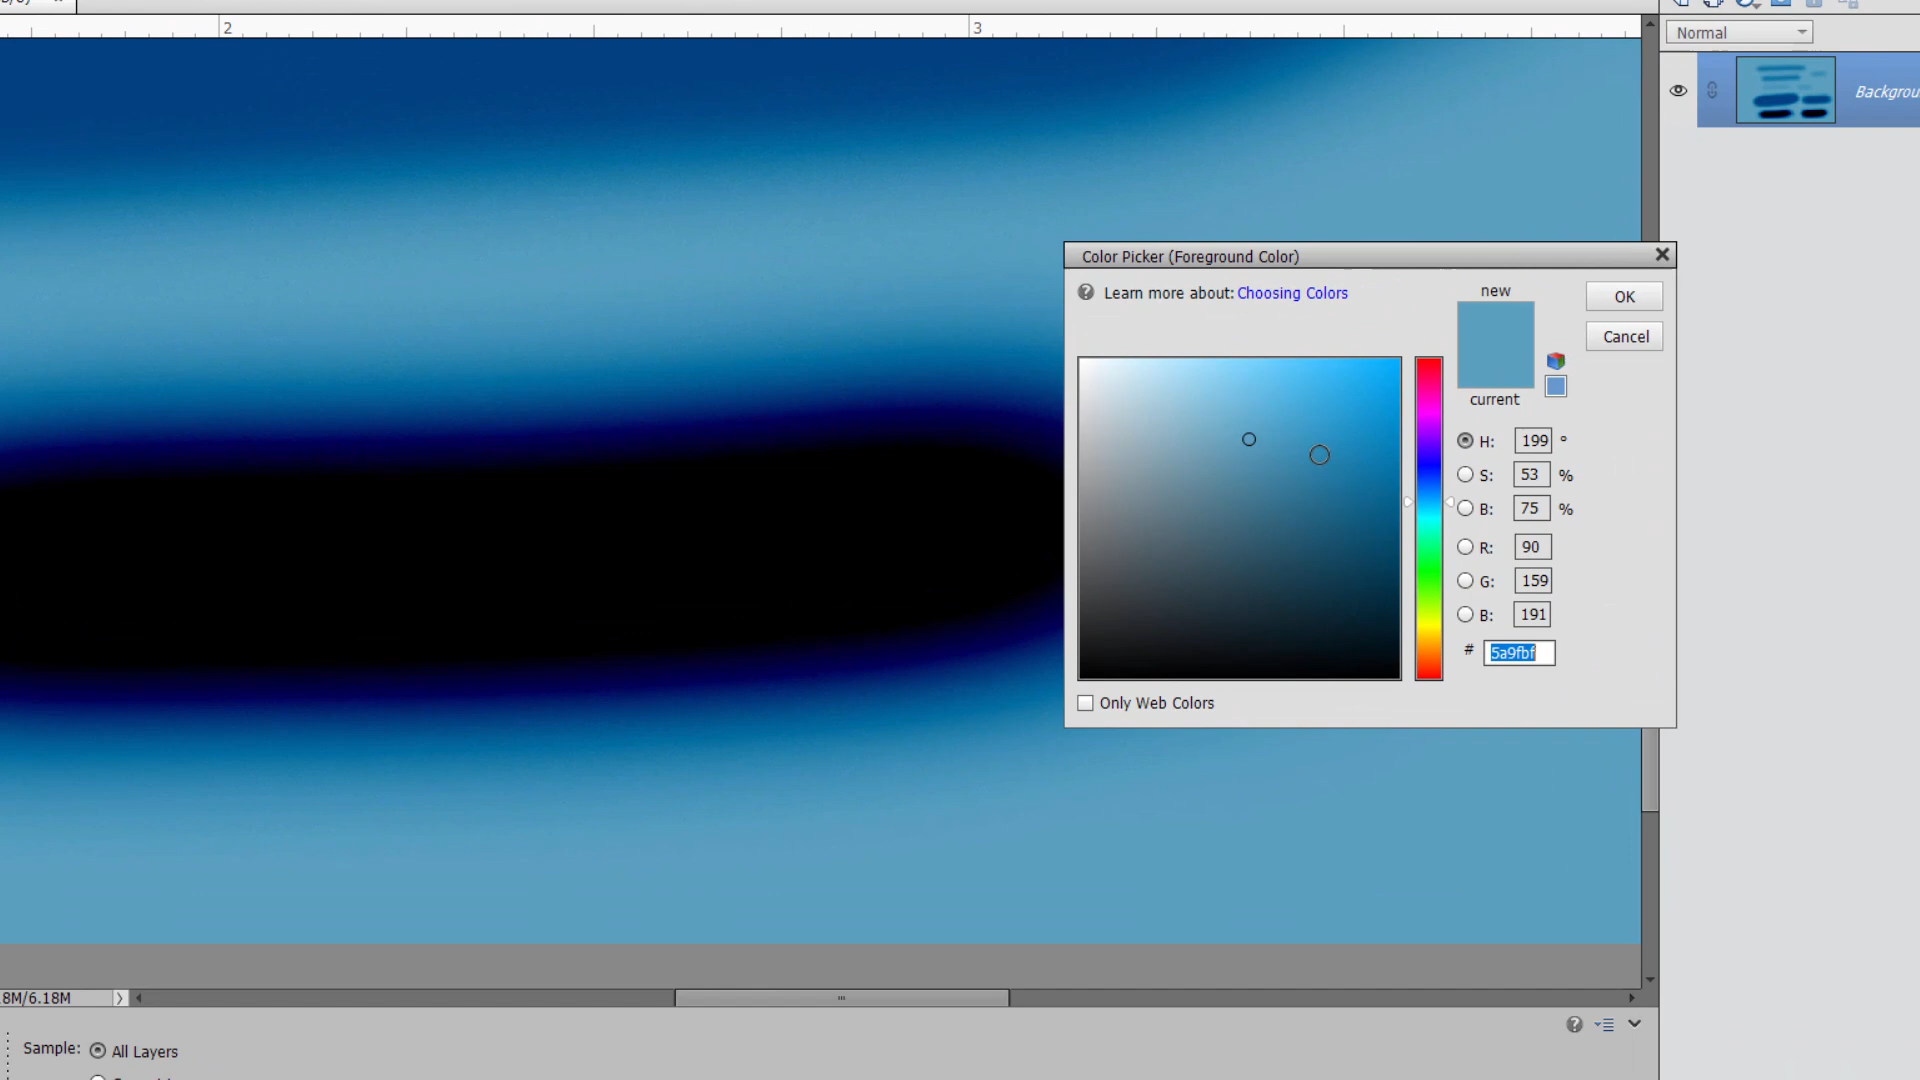 2
3
Normal
Backgrou
Color Picker (Foreground Color)
Learn more about: Choosing Colors
new
OK
Cancel
current
H: 199 °
S: 53 %
B: 75 %
R: 90
G: 159
B: 191
# 5a9fbf
Only Web Colors
8M/6.18M
Sample: All Layers